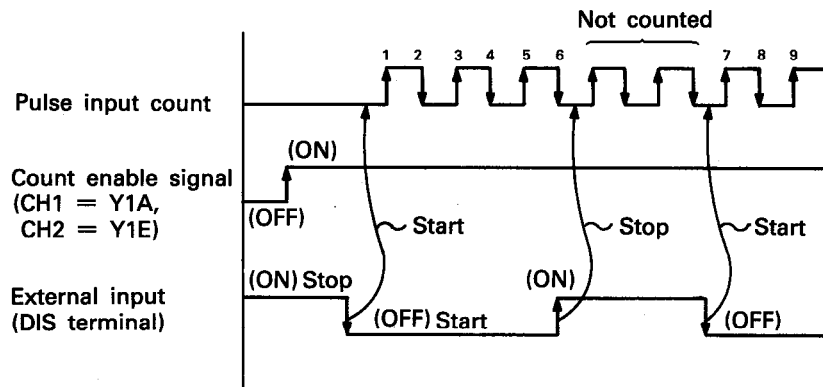 Not counted
1 2 3 4 5 6 7 8 9
Pulse input count
(ON)
Count enable signal
(CH1 = Y1A,
CH2 = Y1E)
(OFF)
Start
Stop
Start
(ON) Stop
(ON)
External input
(DIS terminal)
(OFF) Start
(OFF)